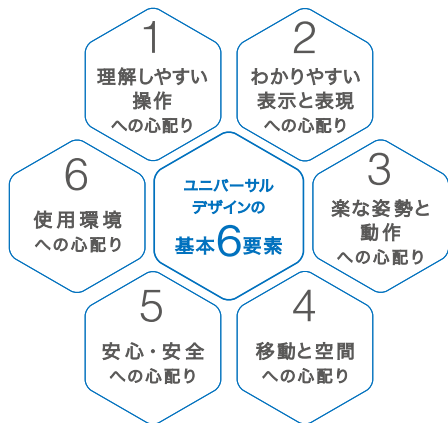 1
理解しやすい
操作
への心配り
2
わかりやすい
表示と表現
への心配り
3
楽な姿勢と
動作
への心配り
4
移動と空間
への心配り
5
安心・安全
への心配り
6
使用環境
への心配り
ユニバーサル
デザインの
基本6要素